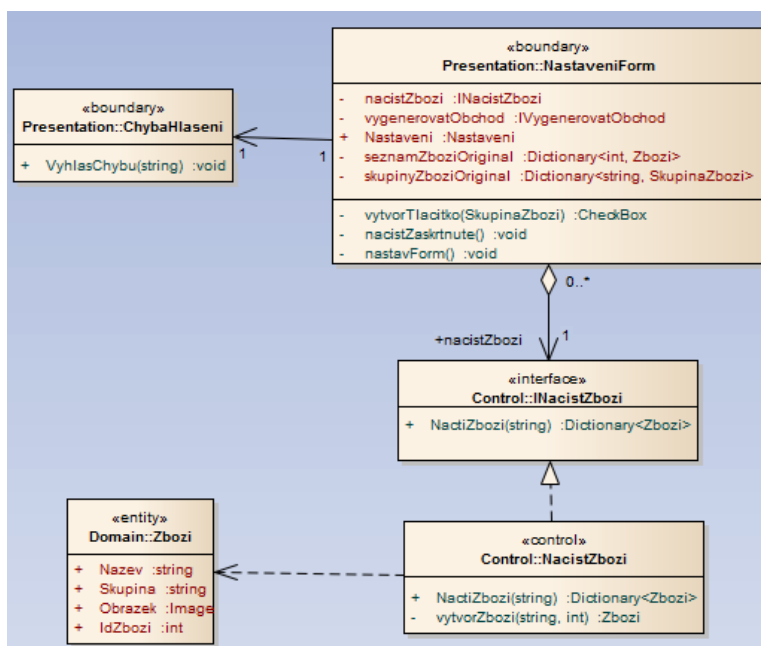 «boundary»
Presentation::NastaveniForm
- nacistZbozi :INacistZbozi
- vygenerovatObchod :IVygenerovatObchod
+ Nastaveni :Nastaveni
- seznamZboziOriginal :Dictionary<int, Zbozi>
- skupinyZboziOriginal :Dictionary<string, SkupinaZbozi>
- vytvorTlacitko(SkupinaZbozi) :CheckBox
- nacistZaskrtnute() :void
- nastavForm() :void
«boundary»
Presentation::ChybaHlaseni
+ VyhlasChybu(string) :void
1
1
0..*
+nacistZbozi
1
«interface»
Control::INacistZbozi
+ NactiZbozi(string) :Dictionary<Zbozi>
«entity»
Domain::Zbozi
+ Nazev :string
+ Skupina :string
+ Obrazek :Image
+ IdZbozi :int
«control»
Control::NacistZbozi
+ NactiZbozi(string) :Dictionary<Zbozi>
- vytvorZbozi(string, int) :Zbozi